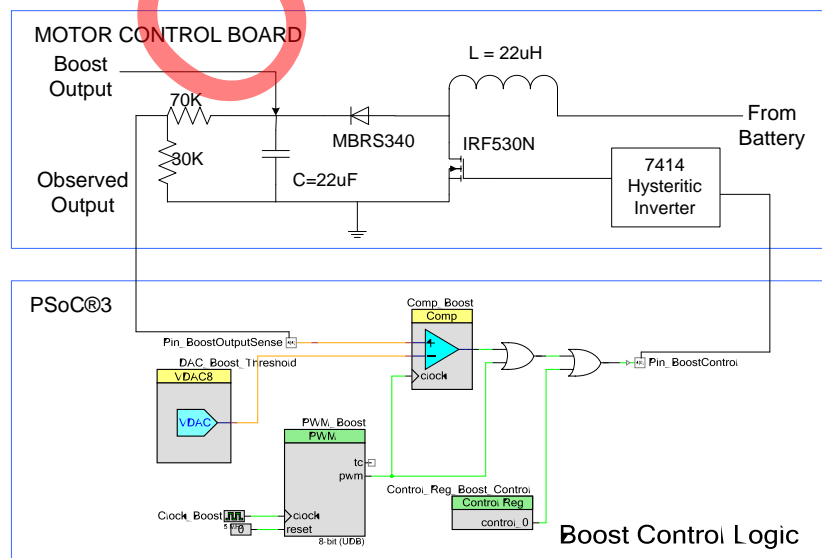 MOTOR CONTROL BOARD
Boost
Output
L = 22uH
70K
From
Battery
MBRS340
IRF530N
30K
7414
Hysteritic
Inverter
Observed
Output
C=22uF
PSoC®3
Comp_Boost
Comp
Pin_BoostOutputSense
Pin_BoostControl
DAC_Boost_Threshold
VDAC8
clock
VDAC
PWM_Boost
PWM
tc
pwm
Control_Reg_Boost_Control
Control Reg
Clock_Boost
clock
0
reset
control_0
8-bit (UDB)
Boost Control Logic